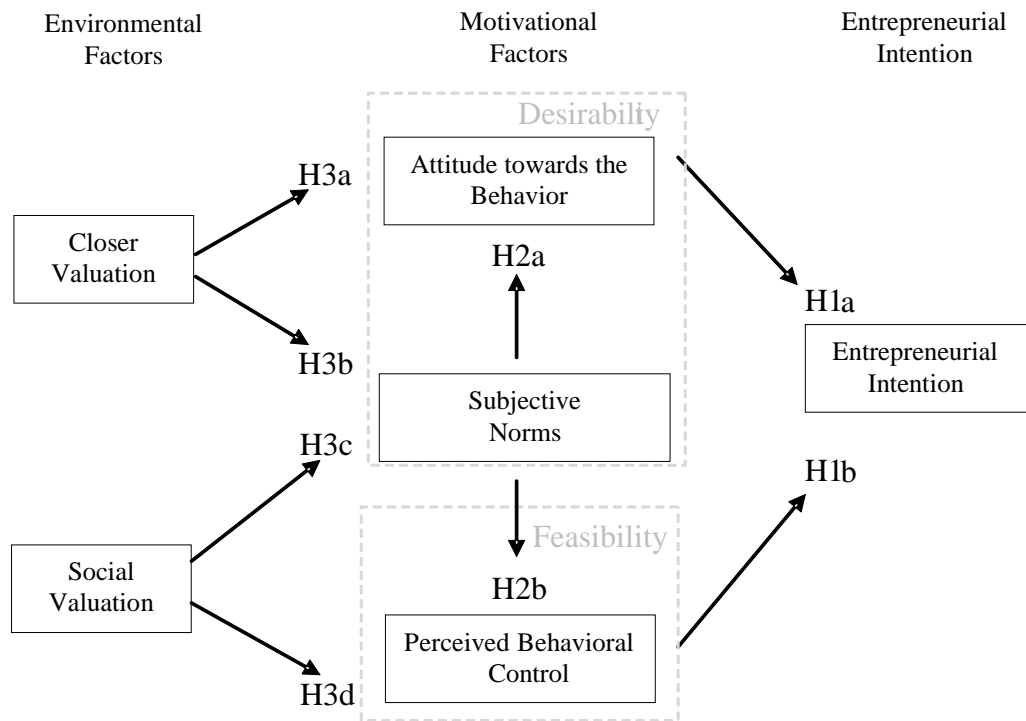 Environmental
Factors
Motivational
Factors
Entrepreneurial
Intention
Desirabilty
Attitude towards the
Behavior
H3a
Closer
Valuation
H2a
H1a
H3b
Entrepreneurial
Intention
Subjective
Norms
H3c
H1b
Feasibility
Social
Valuation
H2b
Perceived Behavioral
Control
H3d